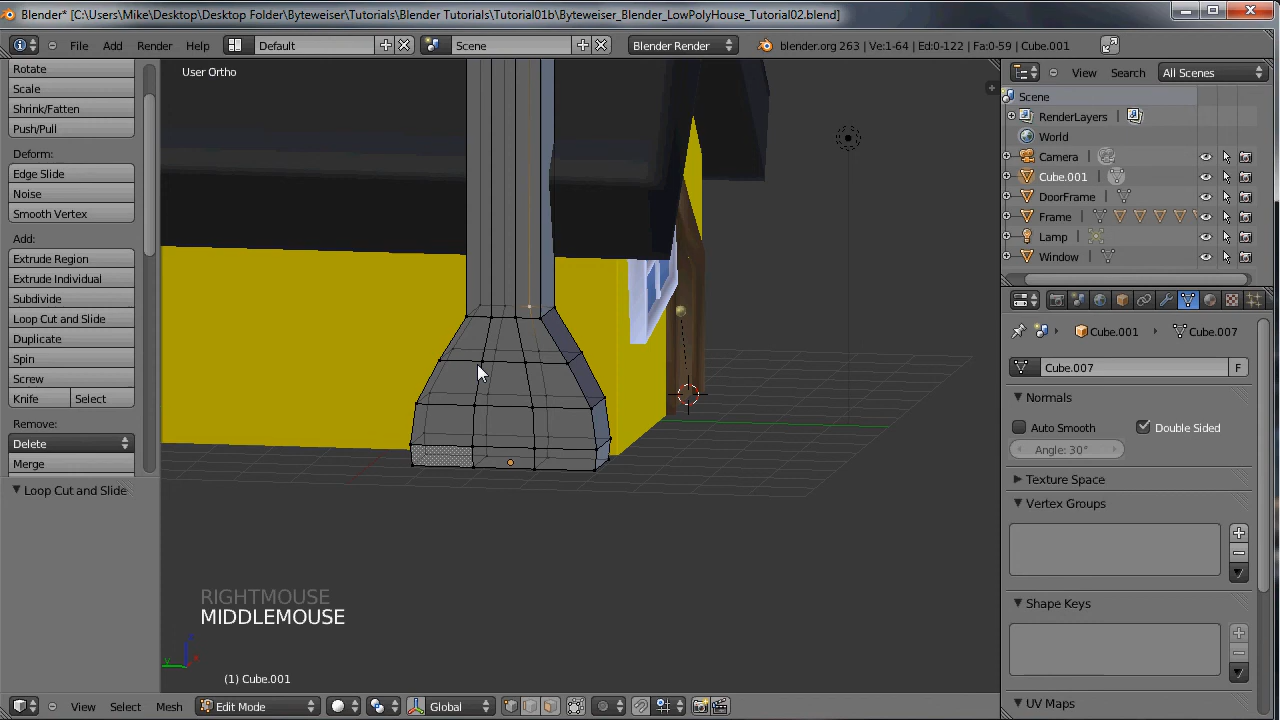 Blender* [C:\Users\Mike\Desktop\Desktop Folder\Byteweiser\Tutorials\Blender Tutorials\Tutorial01b\Byteweiser_Blender_LowPolyHouse_Tutorial02.blend]
File Add Render Help Default Scene Blender Render blender.org 263 | Ve:1-64 | Ed:0-122 | Fa:0-59 | Cube.001
Rotate
Scale
Shrink/Fatten
Push/Pull
Deform:
Edge Slide
Noise
Smooth Vertex
Add:
Extrude Region
Extrude Individual
Subdivide
Loop Cut and Slide
Duplicate
Spin
Screw
Knife Select
Remove:
Delete
Merge
Loop Cut and Slide
User Ortho
RIGHTMOUSE
MIDDLEMOUSE
(1) Cube.001
View Select Mesh Edit Mode Global
View Search All Scenes
Scene
RenderLayers
World
Camera
Cube.001
DoorFrame
Frame
Lamp
Window
Cube.001 Cube.007
Cube.007 F
Normals
Auto Smooth Double Sided
Angle: 30°
Texture Space
Vertex Groups
Shape Keys
UV Maps